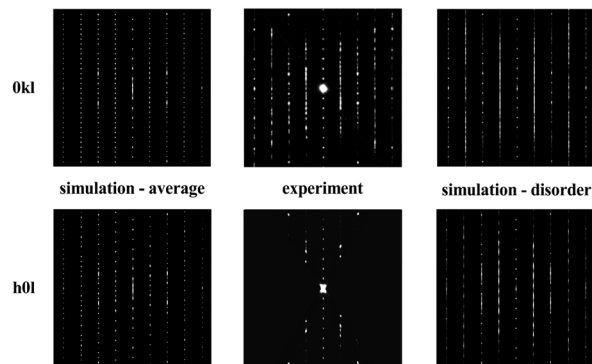 0kl
simulation - average experiment simulation - disorder
h0l